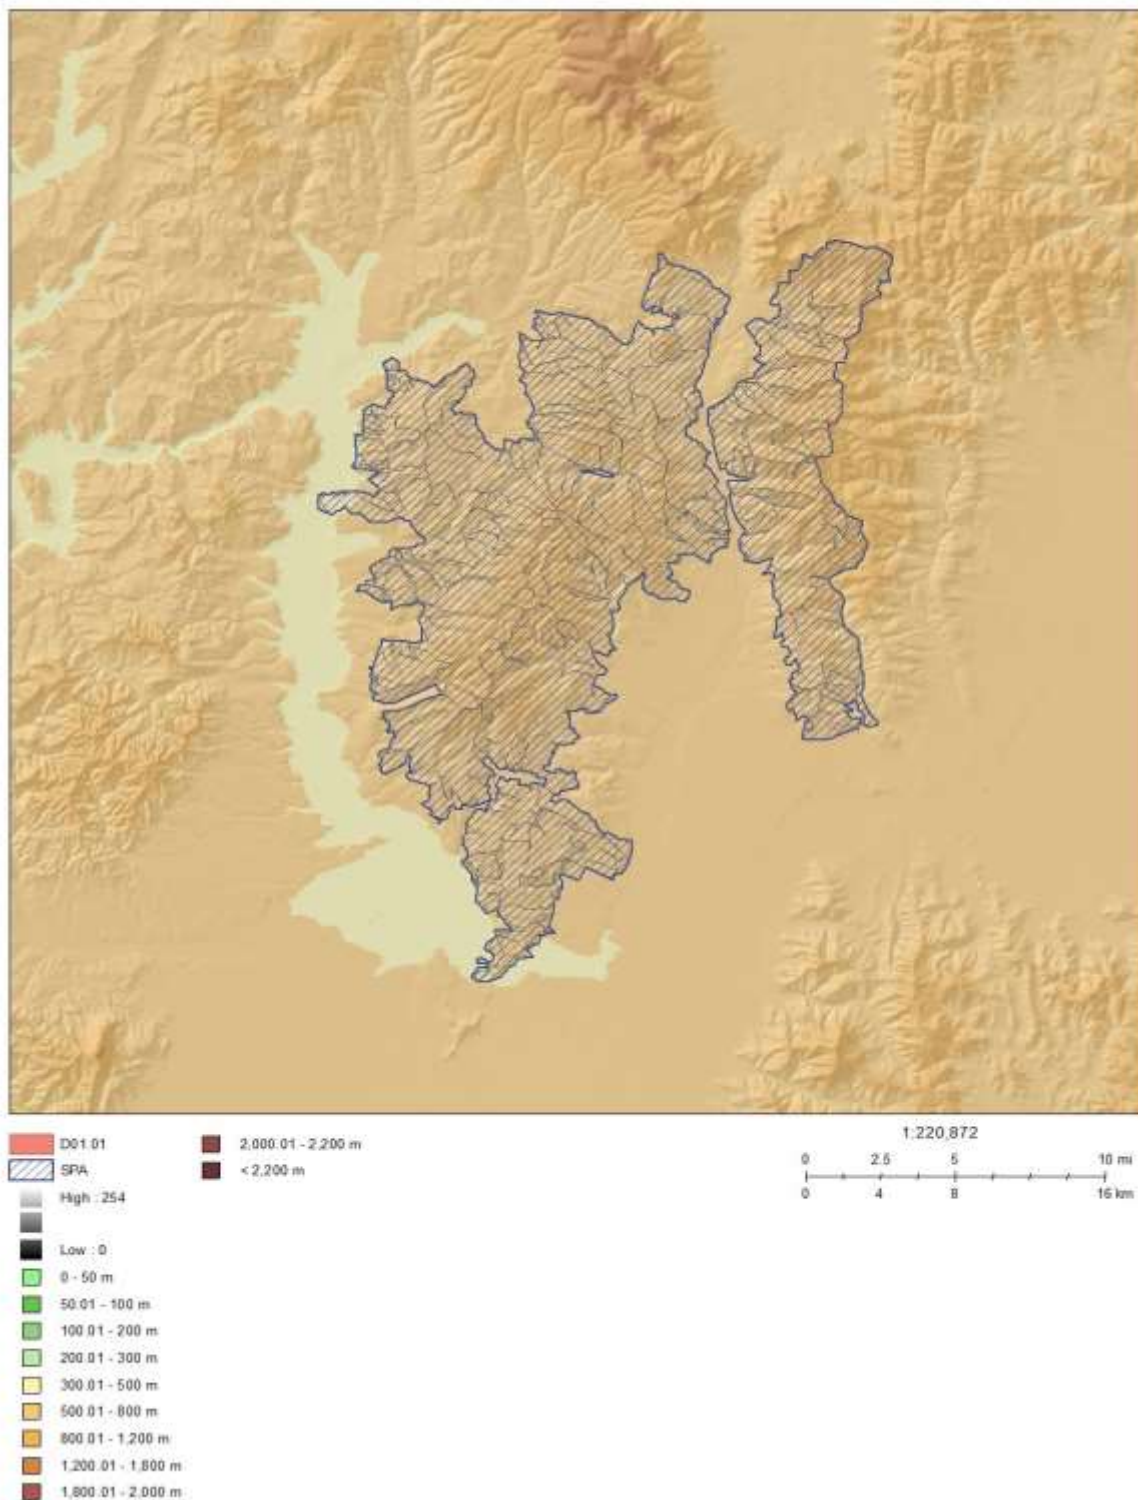 D01.01
SPA
High : 254
Low : 0
0 - 50 m
50.01 - 100 m
100.01 - 200 m
200.01 - 300 m
300.01 - 500 m
500.01 - 800 m
800.01 - 1,200 m
1,200.01 - 1,800 m
1,800.01 - 2,000 m
2,000.01 - 2,200 m
< 2,200 m
1:220,872
0 2.5 5 10 mi
0 4 8 16 km